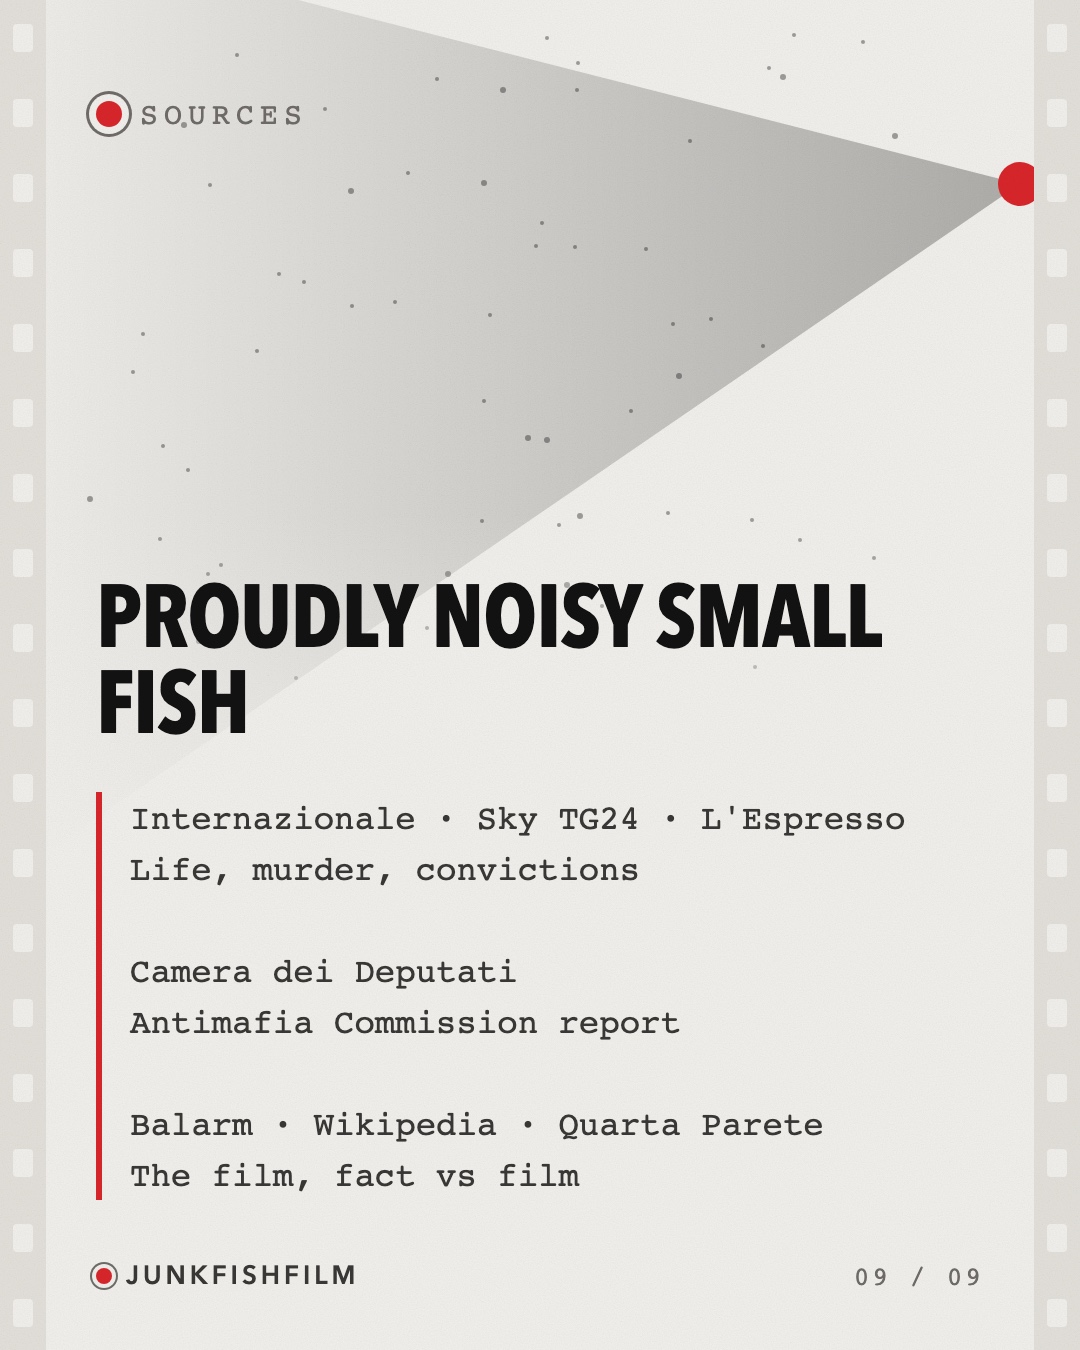 SOURCES
PROUDLY NOISY SMALL
FISH
Internazionale • Sky TG24 • L'Espresso
Life, murder, convictions
Camera dei Deputati
Antimafia Commission report
Balarm • Wikipedia • Quarta Parete
The film, fact vs film
JUNKFISHFILM
09 / 09